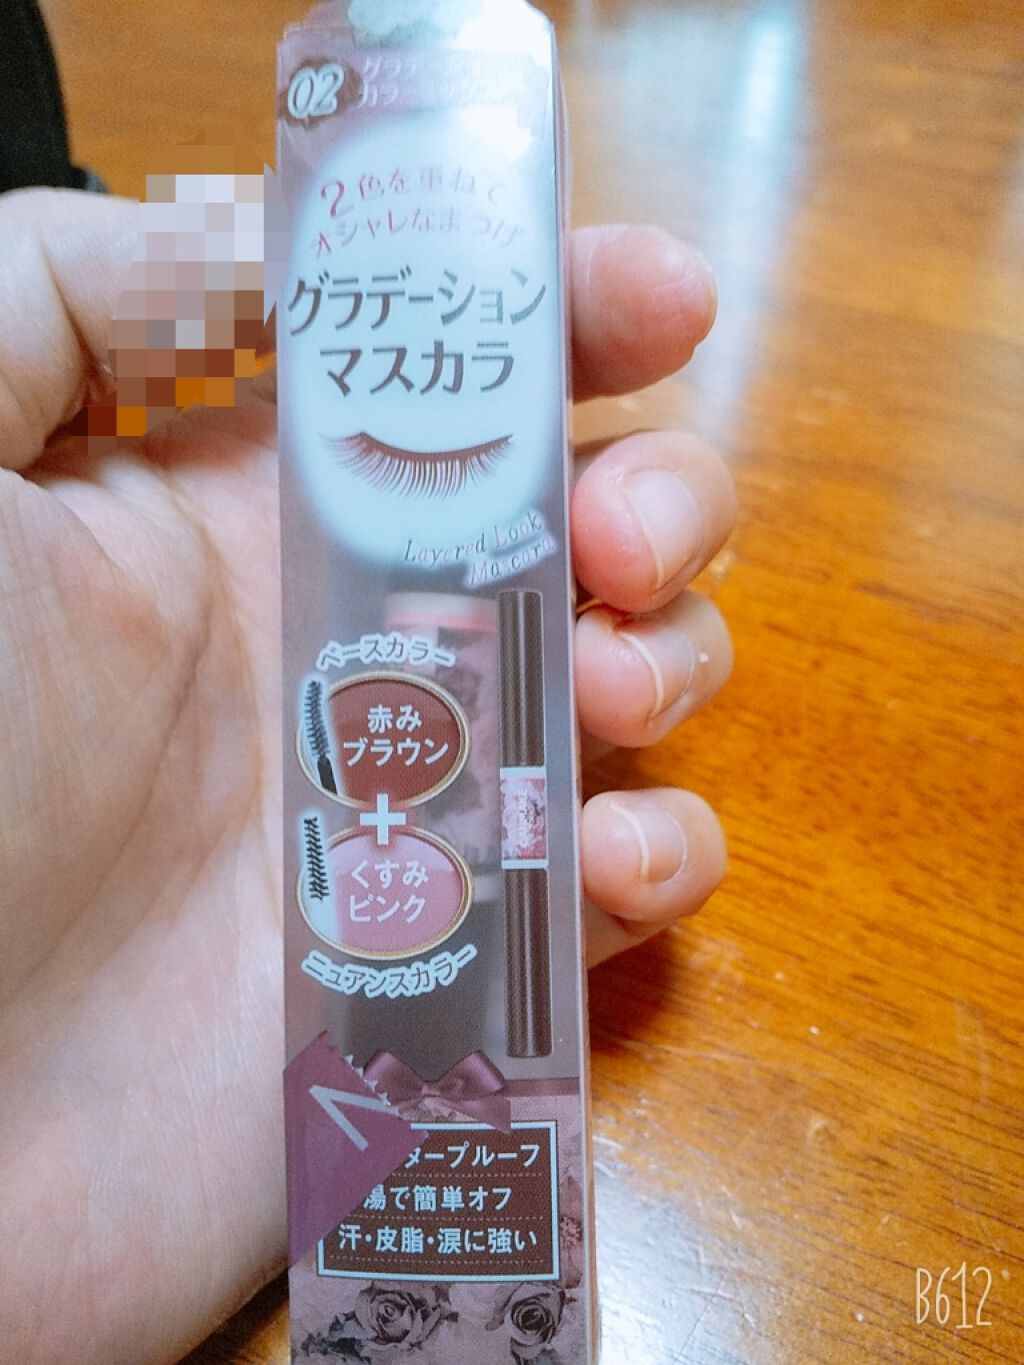 02
カラー
2色を重ねて
オシャレなまつげ
グラデーション
マスカラ
Layered Look
Mascara
ベースカラー
赤み
ブラウン
+
くすみ
ピンク
ニュアンスカラー
タープルーフ
湯で簡単オフ
汗・皮脂・涙に強い
B612